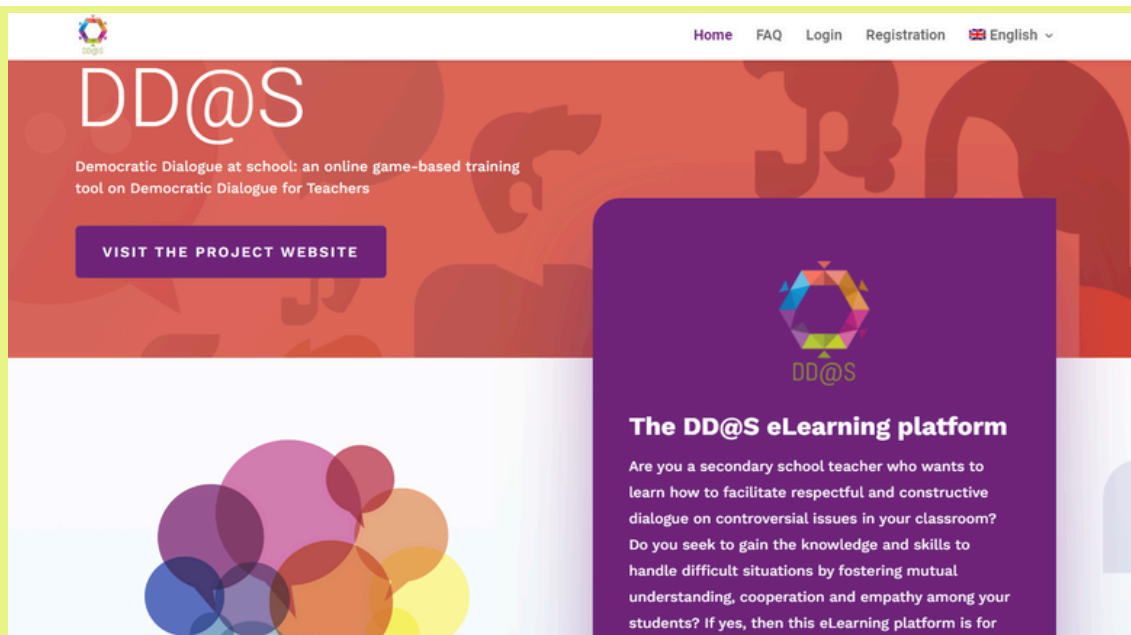 DD@S
Home FAQ Login Registration English
DD@S
Democratic Dialogue at school: an online game-based training
tool on Democratic Dialogue for Teachers
VISIT THE PROJECT WEBSITE
DD@S
The DD@S eLearning platform
Are you a secondary school teacher who wants to
learn how to facilitate respectful and constructive
dialogue on controversial issues in your classroom?
Do you seek to gain the knowledge and skills to
handle difficult situations by fostering mutual
understanding, cooperation and empathy among your
students? If yes, then this eLearning platform is for